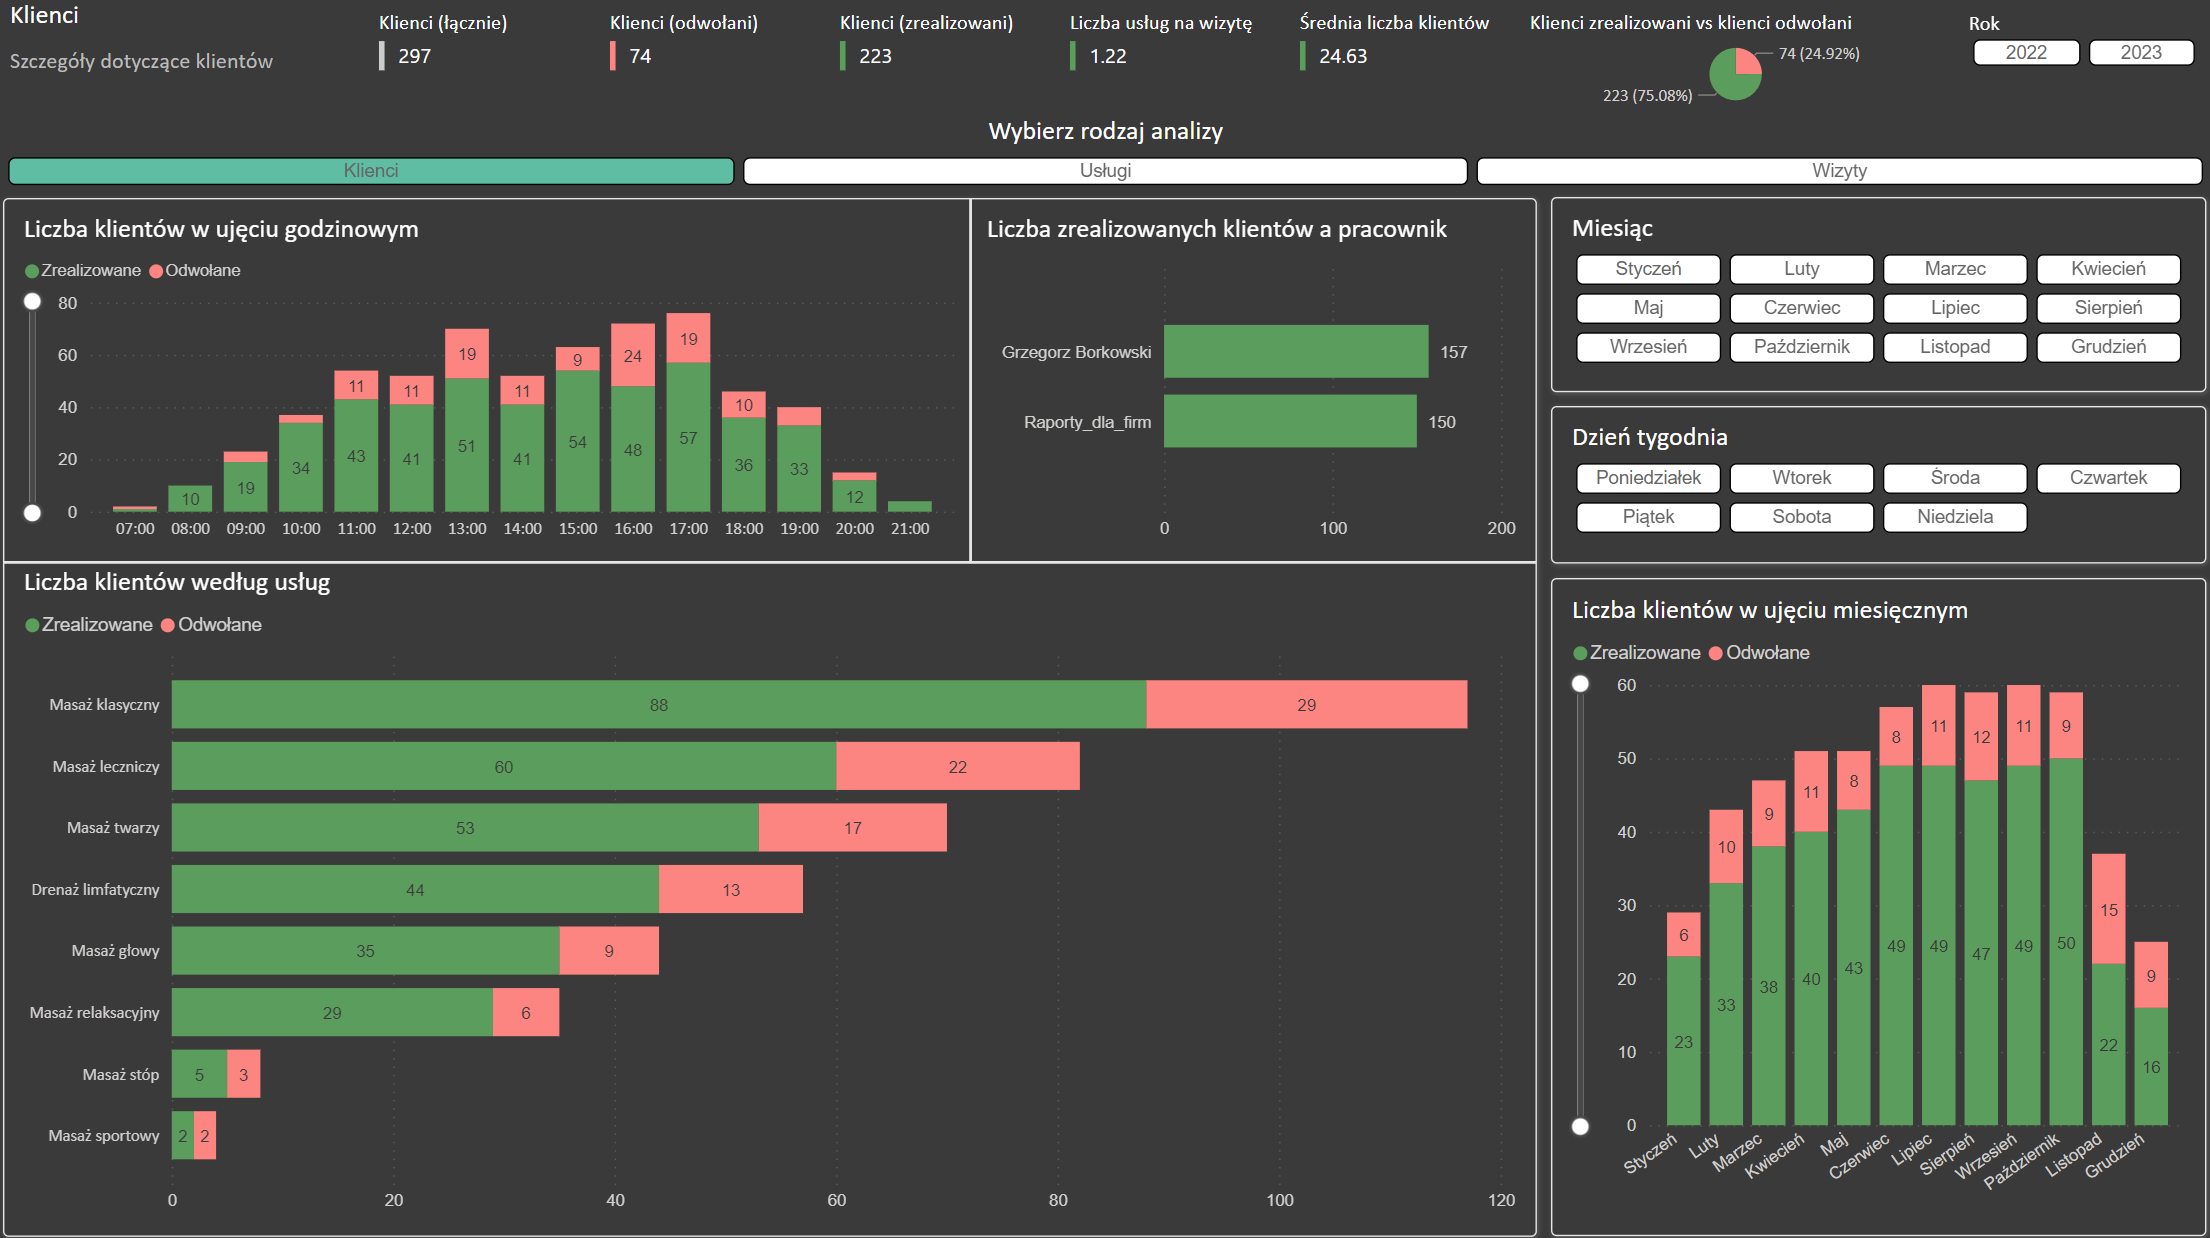 Klienci
Szczegóły dotyczące klientów
Klienci (łącznie)
297
Klienci (odwołani)
74
Klienci (zrealizowani)
223
Liczba usług na wizytę
1.22
Średnia liczba klientów
24.63
Klienci zrealizowani vs klienci odwołani
74 (24.92%)
223 (75.08%)
Rok
2022 2023
Wybierz rodzaj analizy
Klienci Usługi Wizyty
Liczba klientów w ujęciu godzinowym
Zrealizowane Odwołane
80
60
40
20
0
10
19
34
43 11
41 11
51 19
41 11
54 9
48 24
57 19
36 10
33
12
07:00 08:00 09:00 10:00 11:00 12:00 13:00 14:00 15:00 16:00 17:00 18:00 19:00 20:00 21:00
Liczba zrealizowanych klientów a pracownik
Grzegorz Borkowski 157
Raporty_dla_firm 150
0 100 200
Miesiąc
Styczeń Luty Marzec Kwiecień
Maj Czerwiec Lipiec Sierpień
Wrzesień Październik Listopad Grudzień
Dzień tygodnia
Poniedziałek Wtorek Środa Czwartek
Piątek Sobota Niedziela
Liczba klientów według usług
Zrealizowane Odwołane
Masaż klasyczny 88 29
Masaż leczniczy 60 22
Masaż twarzy 53 17
Drenaż limfatyczny 44 13
Masaż głowy 35 9
Masaż relaksacyjny 29 6
Masaż stóp 5 3
Masaż sportowy 2 2
0 20 40 60 80 100 120
Liczba klientów w ujęciu miesięcznym
Zrealizowane Odwołane
60
50
40
30
20
10
0
23 6
33 10
38 9
40 11
43 8
49 8
49 11
47 12
49 11
50 9
22 15
16 9
Styczeń Luty Marzec Kwiecień Maj Czerwiec Lipiec Sierpień Wrzesień Październik Listopad Grudzień